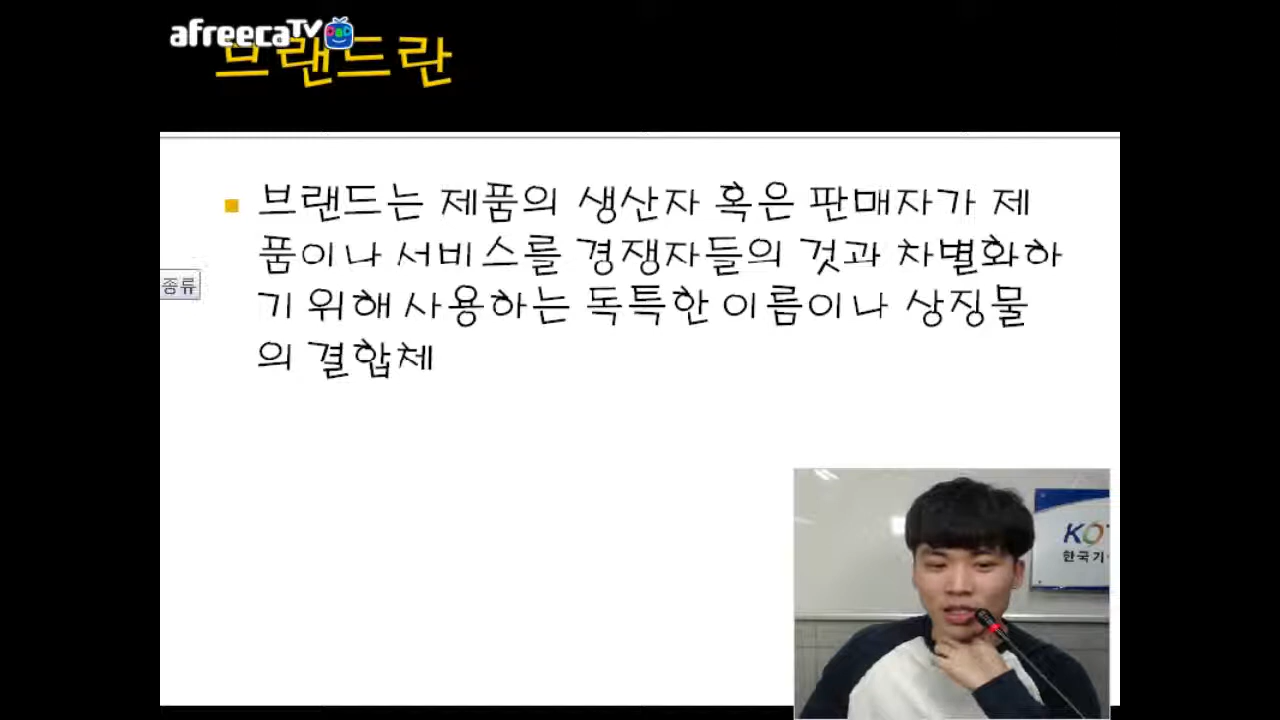 afreecaTV
브랜드란
브랜드는 제품의 생산자 혹은 판매자가 제
품이나 서비스를 경쟁자들의 것과 차별화하
기 위해 사용하는 독특한 이름이나 상징물
의 결합체
종류
KO
한국기